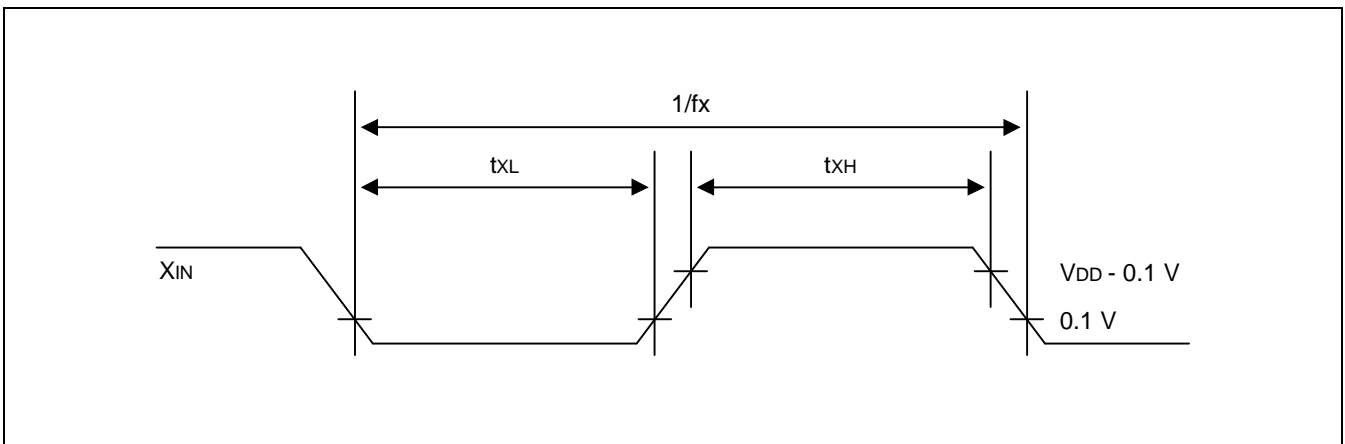 1/fx
tXL
tXH
XIN
VDD - 0.1 V
0.1 V